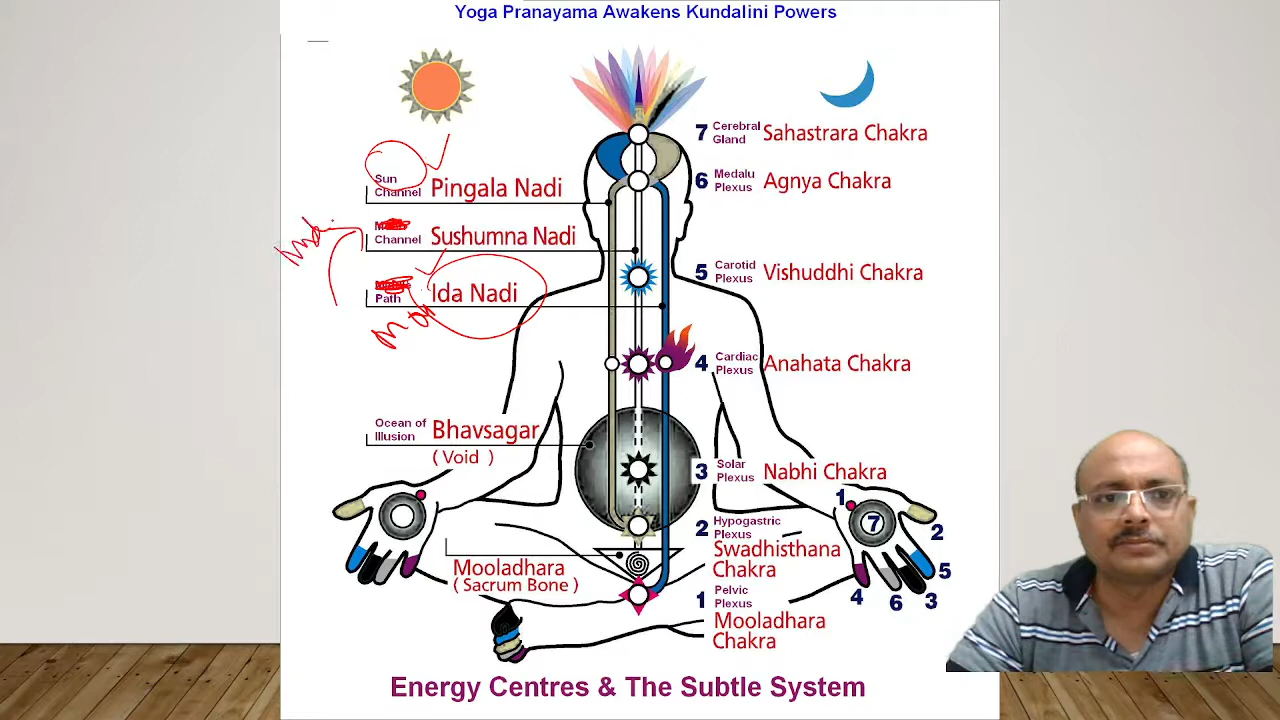 Yoga Pranayama Awakens Kundalini Powers
7 Cerebral Gland Sahastrara Chakra
Sun Channel Pingala Nadi
6 Medalu Plexus Agnya Chakra
Channel Sushumna Nadi
5 Carotid Plexus Vishuddhi Chakra
Path Ida Nadi
4 Cardiac Plexus Anahata Chakra
Ocean of Illusion Bhavsagar
( Void )
3 Solar Plexus Nabhi Chakra
2 Hypogastric Plexus
Swadhisthana
Chakra
Mooladhara
( Sacrum Bone )
1 Pelvic Plexus
Mooladhara
Chakra
1
7
2
5
4
6
3
Energy Centres & The Subtle System